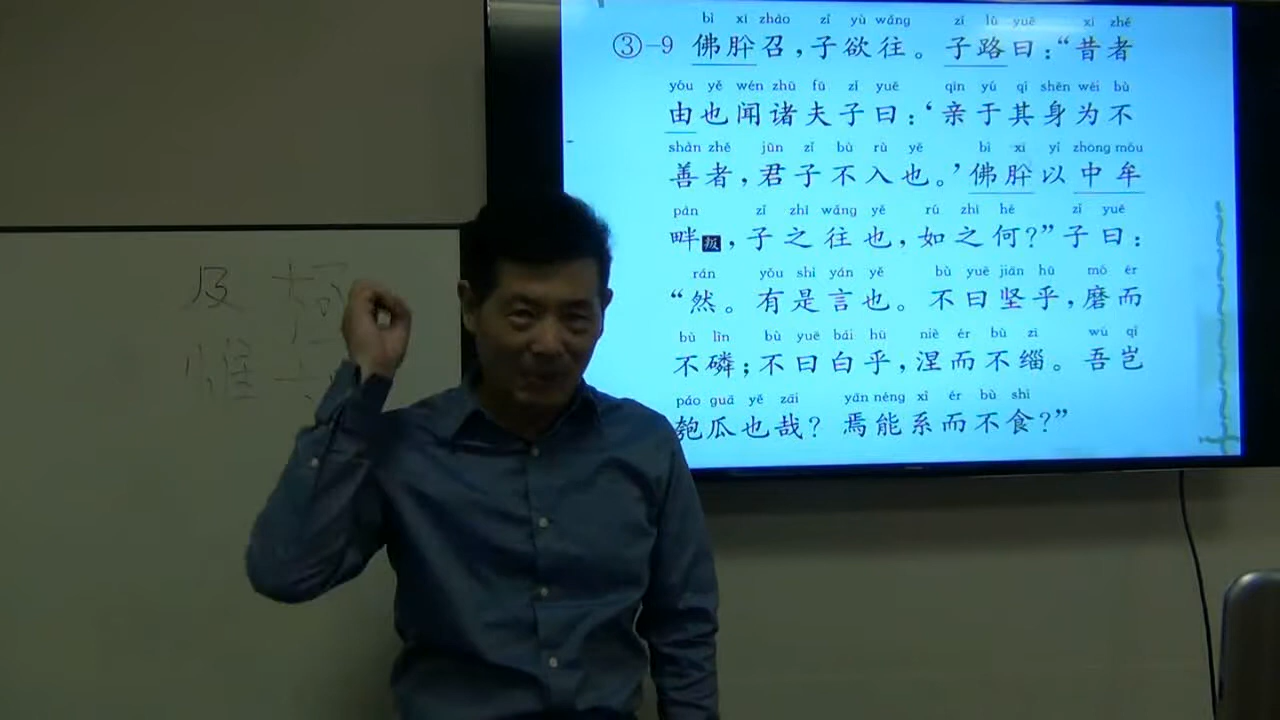 及 極
惟
bì xī zhào zǐ yù wǎng zǐ lù yuē xī zhě
③-9 佛肸召,子欲往。子路曰:“昔者
yóu yě wén zhū fū zǐ yuē qīn yú qí shēn wéi bù
由也闻诸夫子曰:‘亲于其身为不
shàn zhě jūn zǐ bù rù yě bì xī yǐ zhōng móu
善者,君子不入也。’佛肸以中牟
pàn zǐ zhī wǎng yě rú zhī hé zǐ yuē
畔叛,子之往也,如之何?”子曰:
rán yǒu shì yán yě bù yuē jiān hū mó ér
“然。有是言也。不曰坚乎,磨而
bù lín bù yuē bái hū niè ér bù zī wú qǐ
不磷;不曰白乎,涅而不缁。吾岂
páo guā yě zāi yān néng xì ér bù shí
匏瓜也哉?焉能系而不食?”